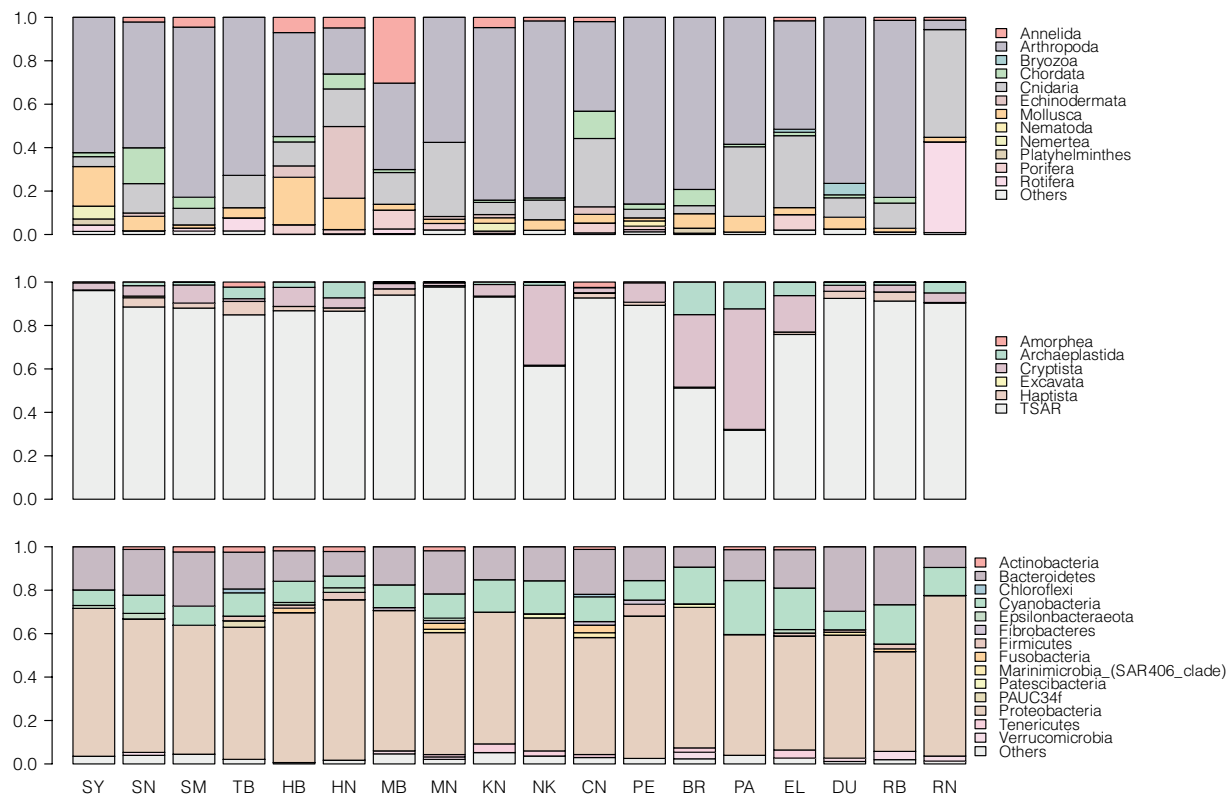 1.0
0.8
0.6
0.4
0.2
0.0
Annelida
Arthropoda
Bryozoa
Chordata
Cnidaria
Echinodermata
Mollusca
Nematoda
Nemertea
Platyhelminthes
Porifera
Rotifera
Others
1.0
0.8
0.6
0.4
0.2
0.0
Amorphea
Archaeplastida
Cryptista
Excavata
Haptista
TSAR
1.0
0.8
0.6
0.4
0.2
0.0
Actinobacteria
Bacteroidetes
Chloroflexi
Cyanobacteria
Epsilonbacteraeota
Fibrobacteres
Firmicutes
Fusobacteria
Marinimicrobia_(SAR406_clade)
Patescibacteria
PAUC34f
Proteobacteria
Tenericutes
Verrucomicrobia
Others
SY SN SM TB HB HN MB MN KN NK CN PE BR PA EL DU RB RN